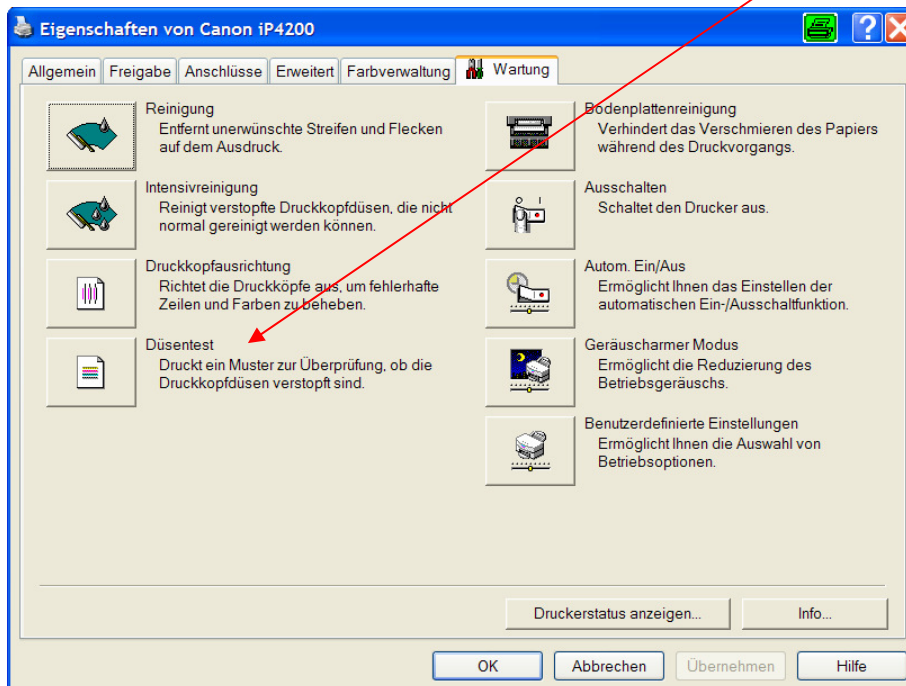 Eigenschaften von Canon iP4200
Allgemein Freigabe Anschlüsse Erweitert Farbverwaltung Wartung
Reinigung
Entfernt unerwünschte Streifen und Flecken
auf dem Ausdruck.
Intensivreinigung
Reinigt verstopfte Druckkopfdüsen, die nicht
normal gereinigt werden können.
Druckkopfausrichtung
Richtet die Druckköpfe aus, um fehlerhafte
Zeilen und Farben zu beheben.
Düsentest
Druckt ein Muster zur Überprüfung, ob die
Druckkopfdüsen verstopft sind.
Bodenplattenreinigung
Verhindert das Verschmieren des Papiers
während des Druckvorgangs.
Ausschalten
Schaltet den Drucker aus.
Autom. Ein/Aus
Ermöglicht Ihnen das Einstellen der
automatischen Ein-/Ausschaltfunktion.
Geräuscharmer Modus
Ermöglicht die Reduzierung des
Betriebsgeräuschs.
Benutzerdefinierte Einstellungen
Ermöglicht Ihnen die Auswahl von
Betriebsoptionen.
Druckerstatus anzeigen... Info...
OK Abbrechen Übernehmen Hilfe